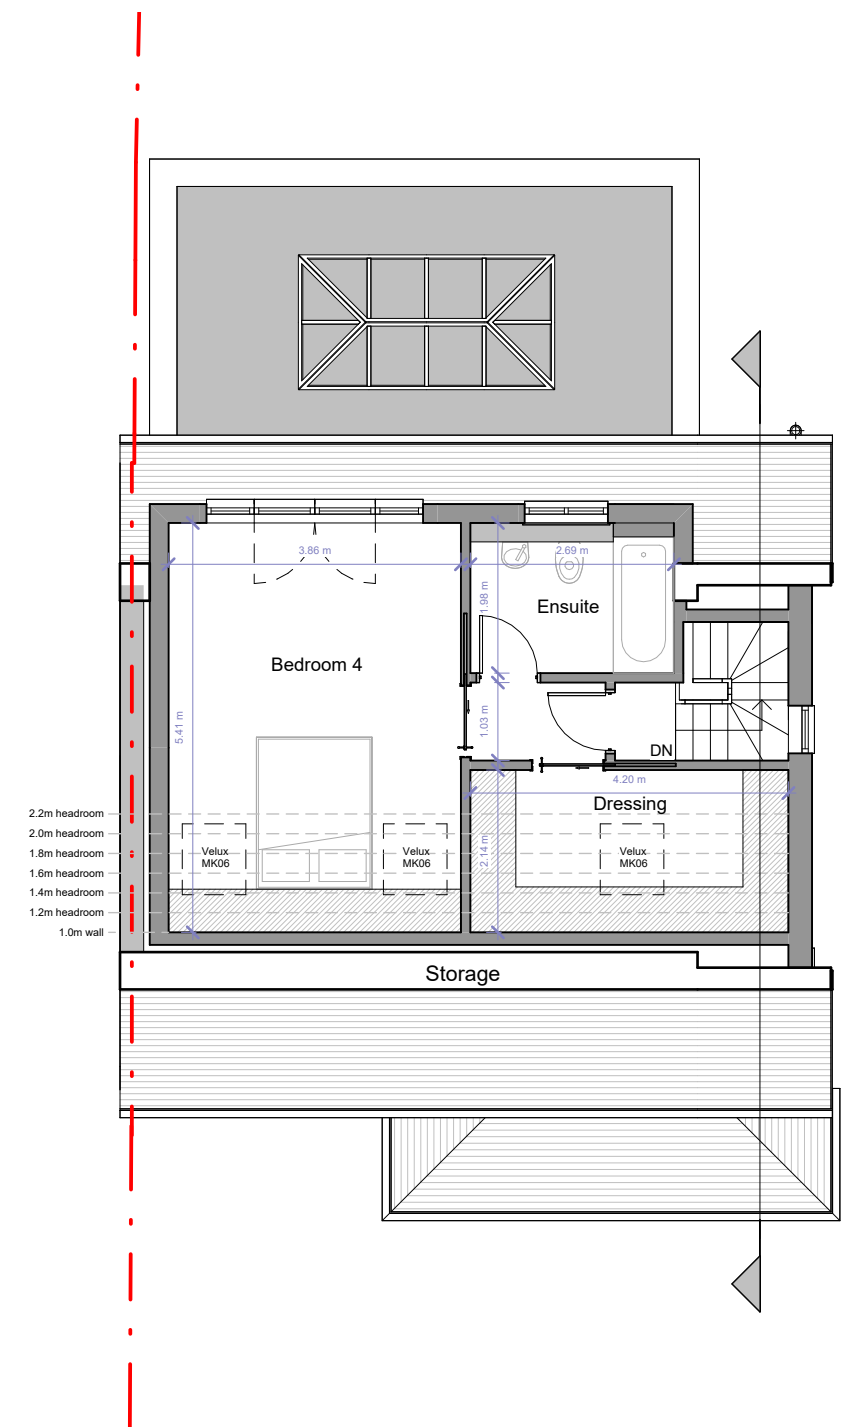 3.86 m
2.69 m
1.98 m
Ensuite
Bedroom 4
5.41 m
1.03 m
DN
4.20 m
Dressing
2.2m headroom
2.0m headroom
1.8m headroom
1.6m headroom
1.4m headroom
1.2m headroom
1.0m wall
Velux
MK06
Velux
MK06
2.14 m
Velux
MK06
Storage